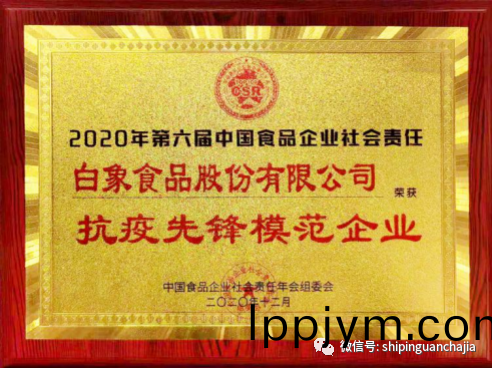 CSR
2020年第六届中国食品企业社会责任
白象食品股份有限公司
荣获
抗疫先锋模范企业
中国食品企业社会责任年会组委会
二〇二〇年十二月
lppjym.com
微信号: shipinguanchajia